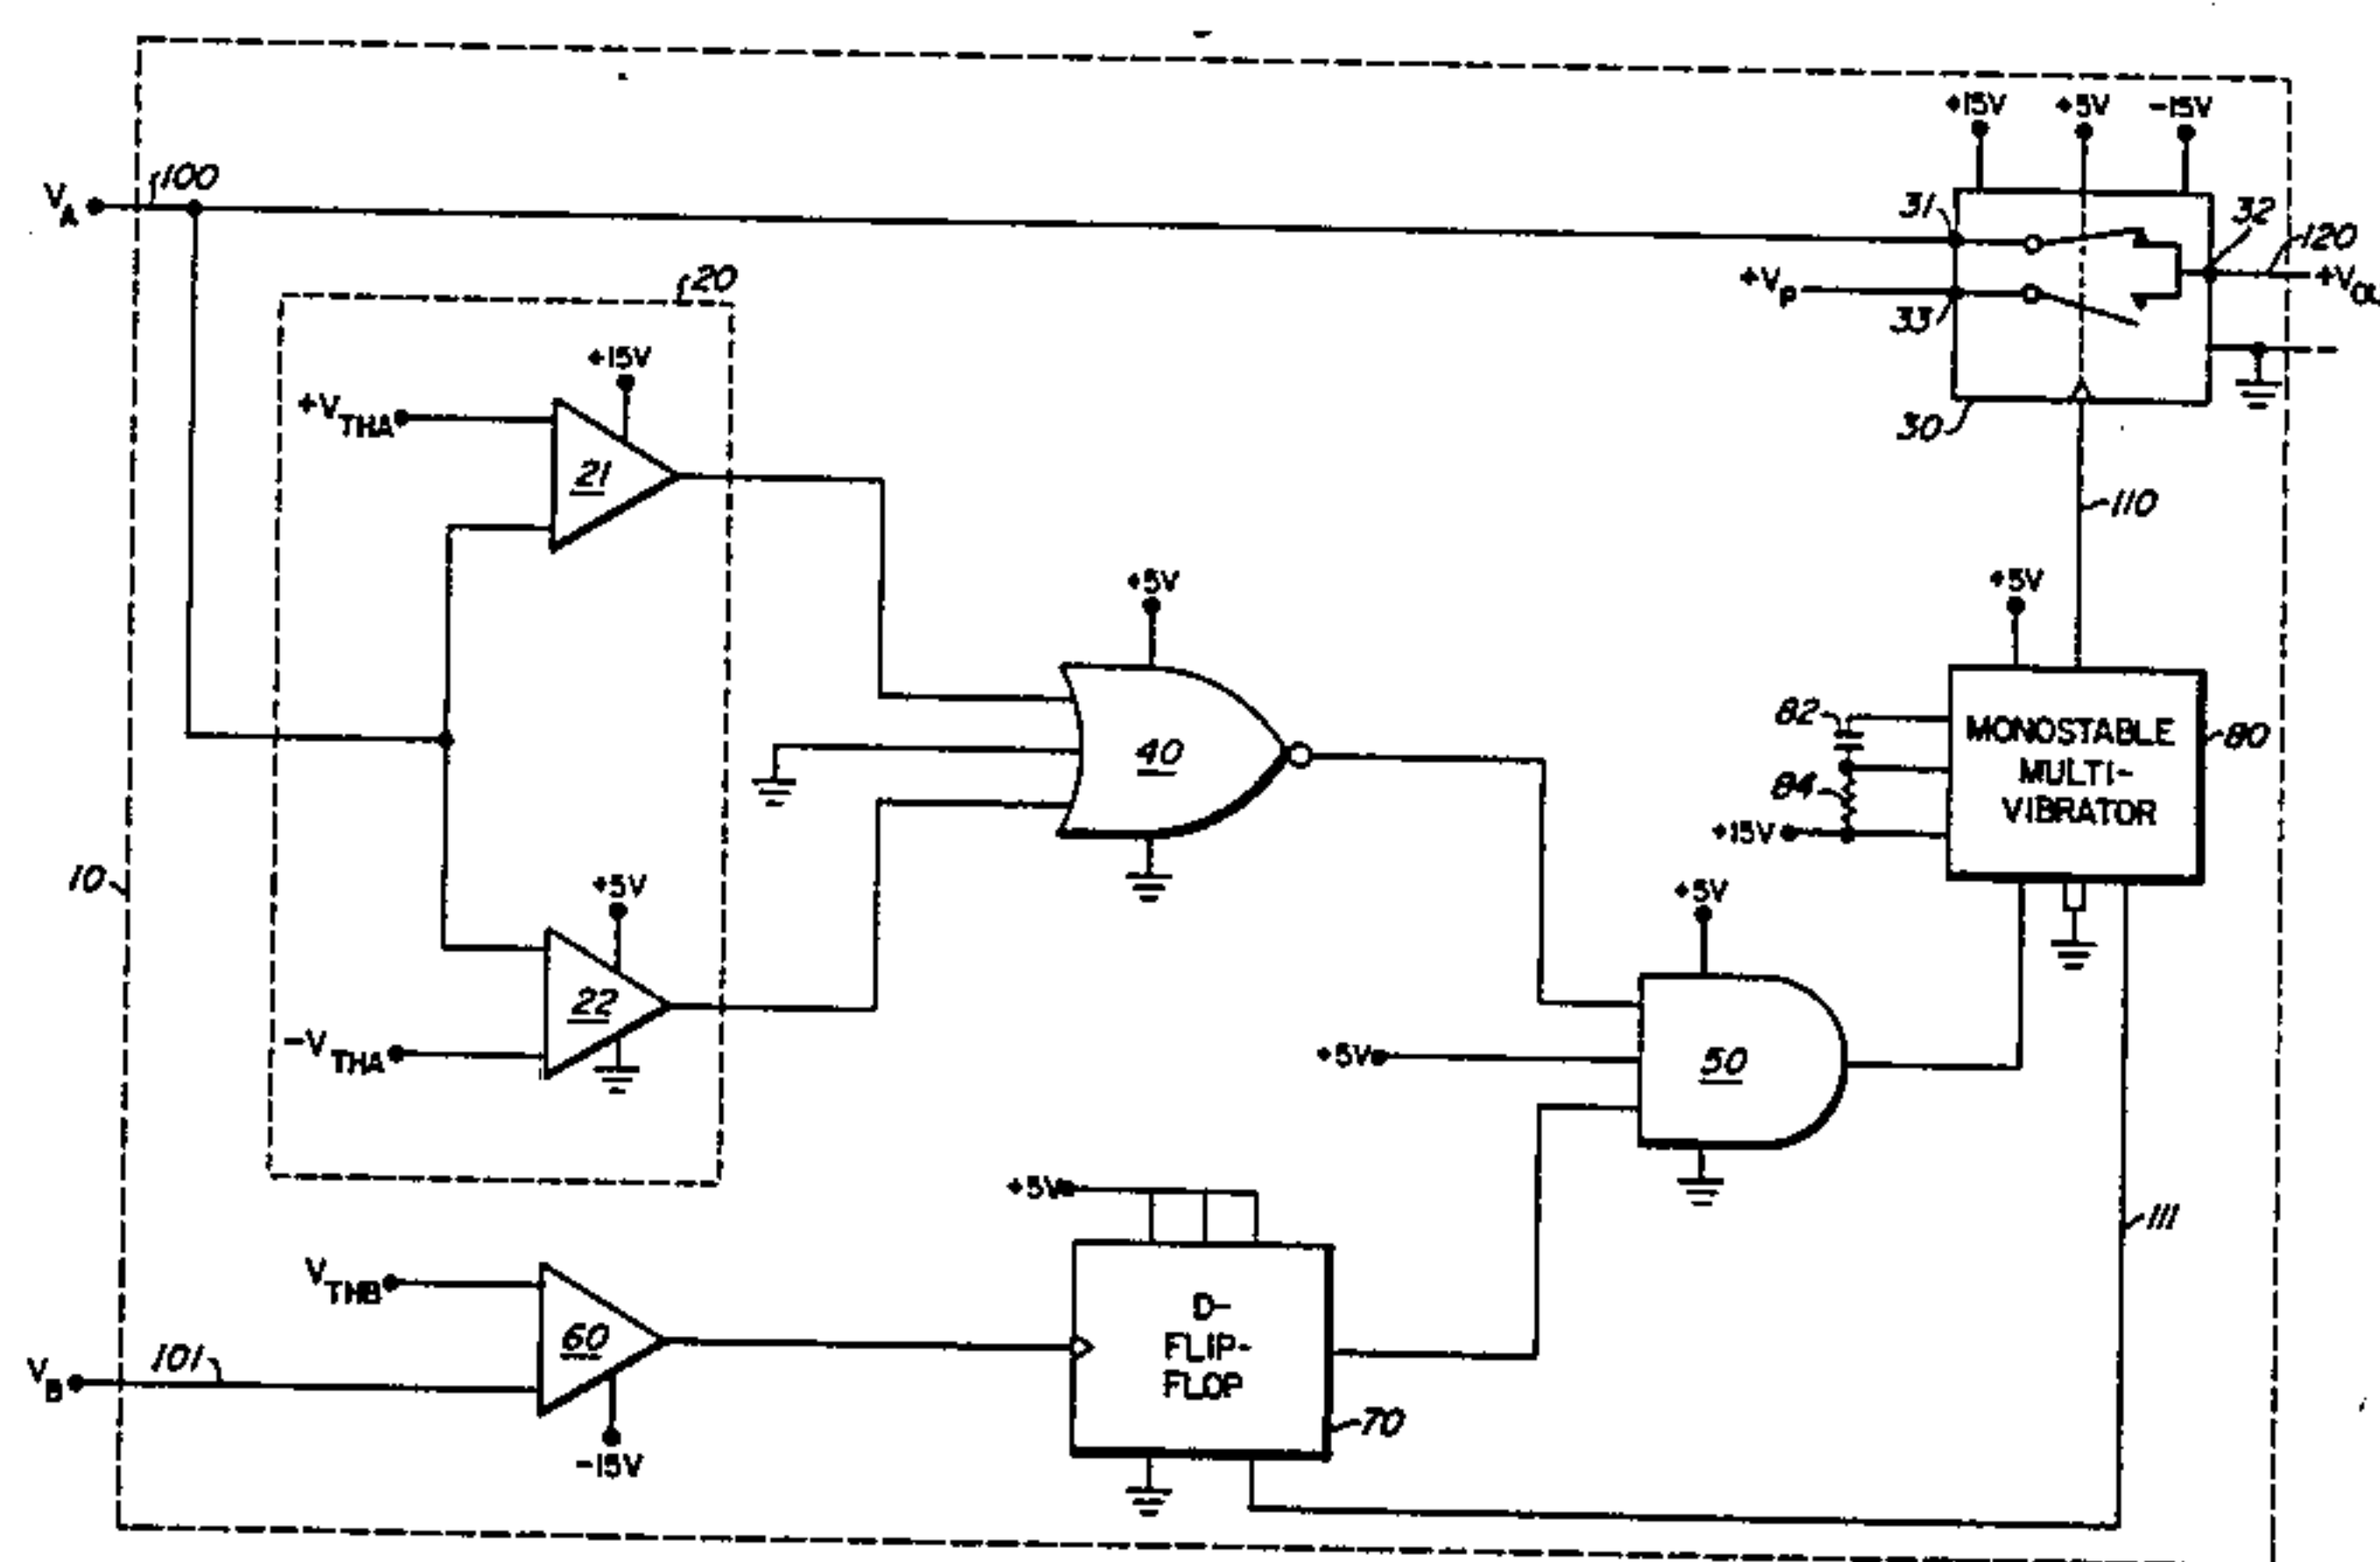 +15V +5V -15V
VA 100
31 32 120
+VP +VOU
33
20
30
+15V
+VTHA
21
110
+5V
+5V
82
MONOSTABLE
MULTI-
VIBRATOR
80
40
84
+15V
10
+5V
+5V
22
-VTHA
+5V
50
+5V
111
VTHB
D-
FLIP-
FLOP
60
VB 101
70
-15V